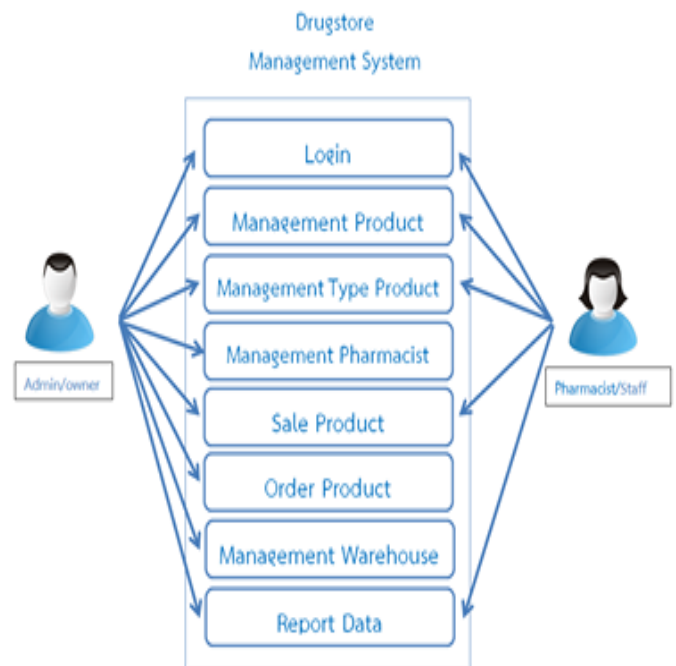 Drugstore
Management System
Login
Management Product
Management Type Product
Management Pharmacist
Sale Product
Order Product
Management Warehouse
Report Data
Admin/owner
Pharmacist/Staff